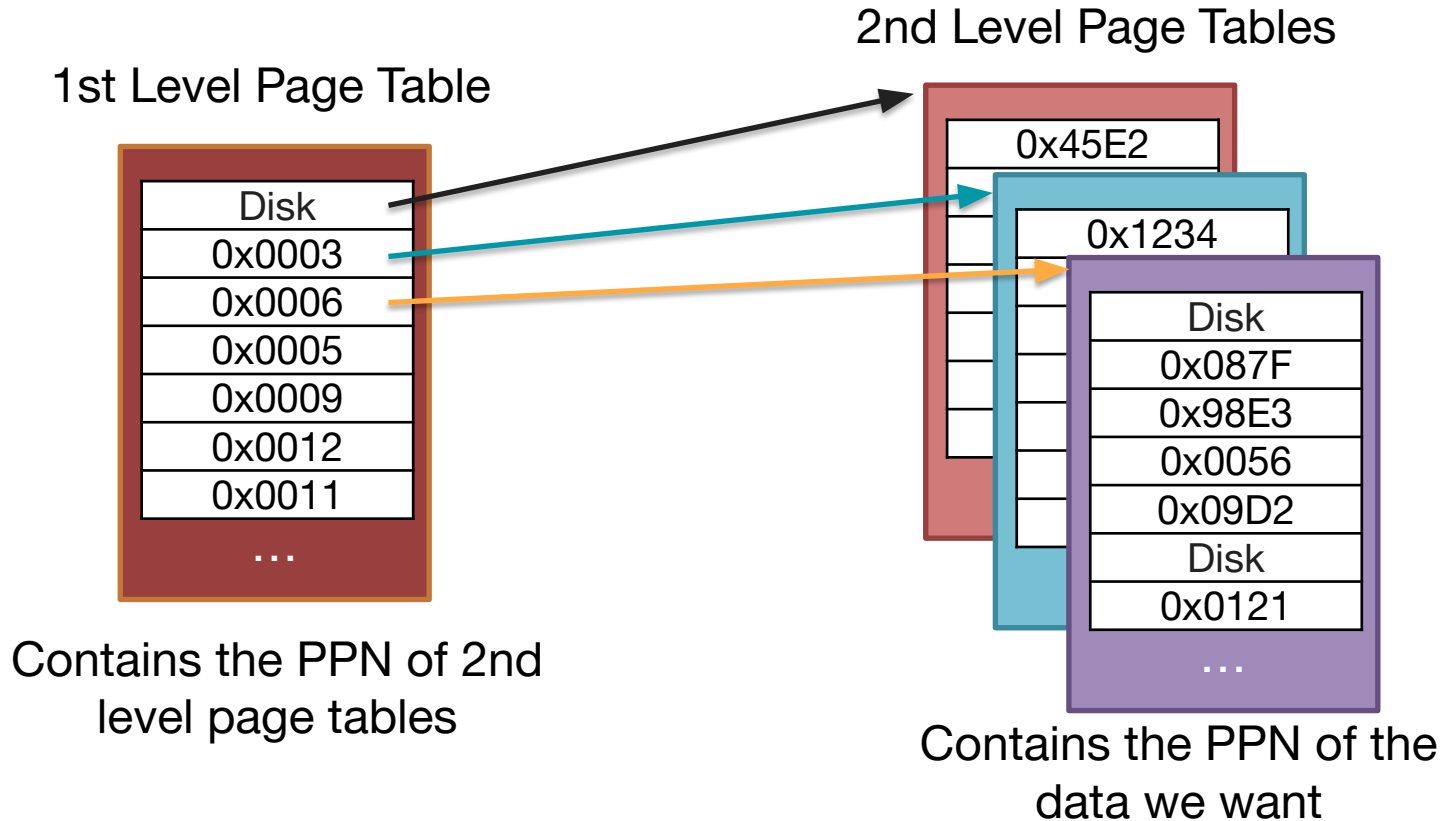 1st Level Page Table
Disk
0x0003
0x0006
0x0005
0x0009
0x0012
0x0011
...
Contains the PPN of 2nd
level page tables
2nd Level Page Tables
0x45E2
0x1234
Disk
0x087F
0x98E3
0x0056
0x09D2
Disk
0x0121
...
Contains the PPN of the
data we want